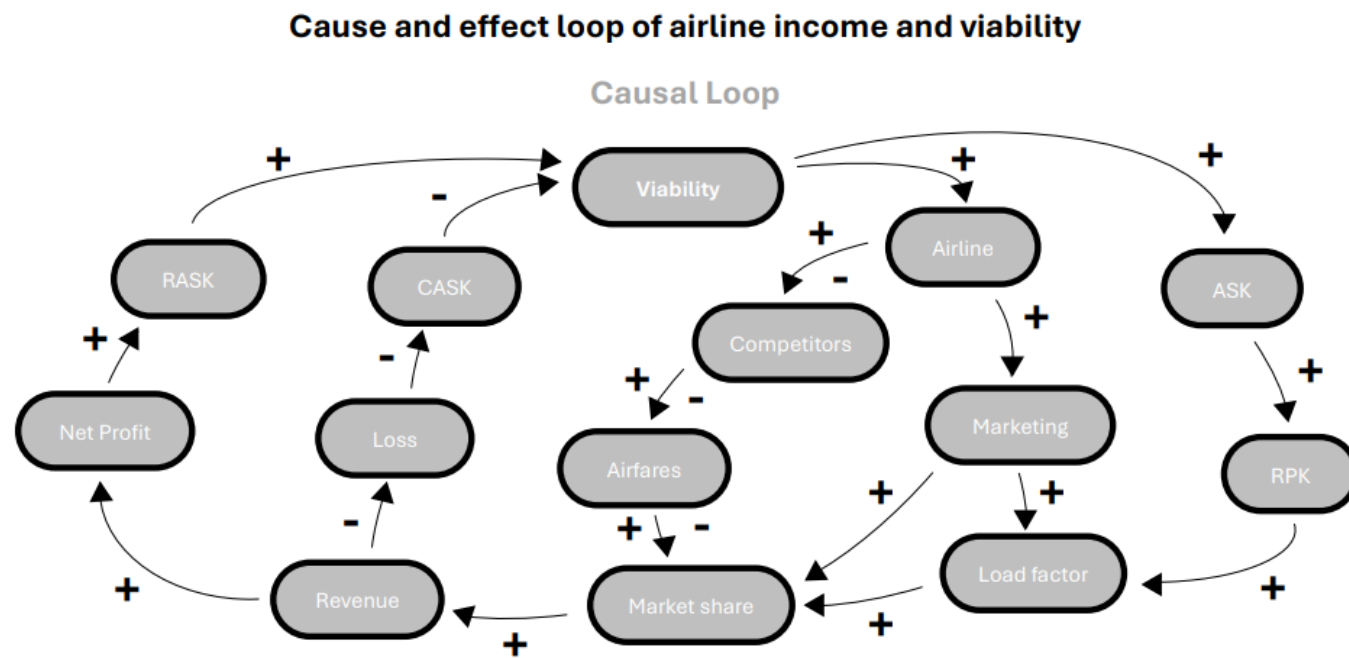 Cause and effect loop of airline income and viability
Causal Loop
+
+
+
-
Viability
+
Airline
RASK
CASK
-
ASK
+
Competitors
+
+
-
+
+
-
Net Profit
Loss
Airfares
Marketing
RPK
-
+
+
+
-
Revenue
Market share
Load factor
+
+
+
+